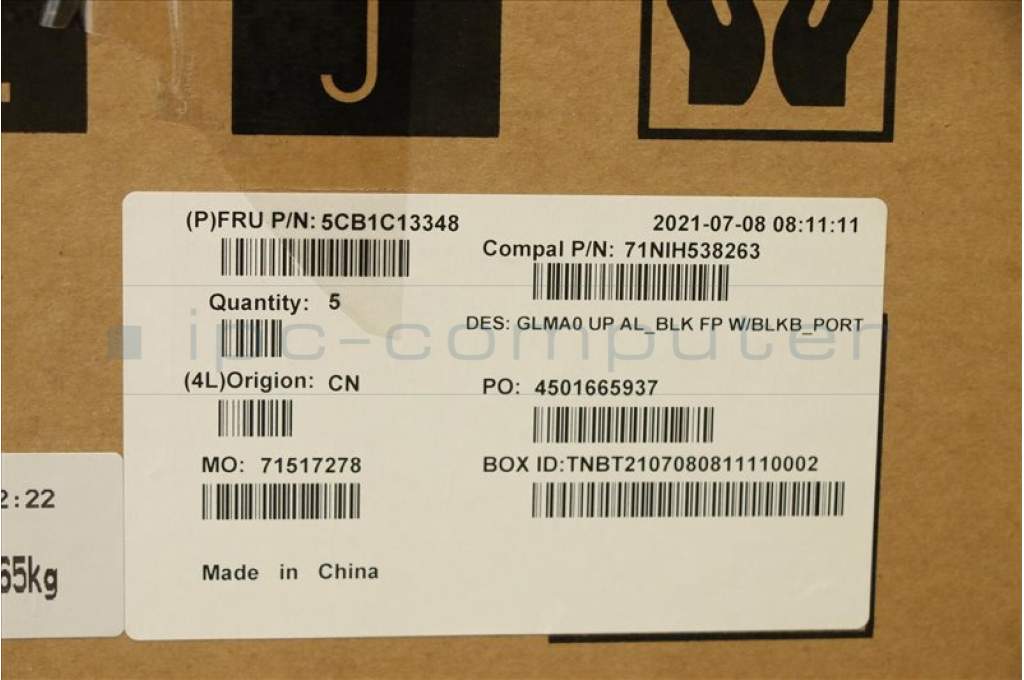 (P)FRU P/N: 5CB1C13348
2021-07-08 08:11:11
Compal P/N: 71NIH538263
Quantity: 5
DES: GLMA0 UP AL_BLK FP W/BLKB_PORT
ipc-computer
(4L)Origion: CN
PO: 4501665937
MO: 71517278
BOX ID:TNBT2107080811110002
Made in China
2:22
65kg